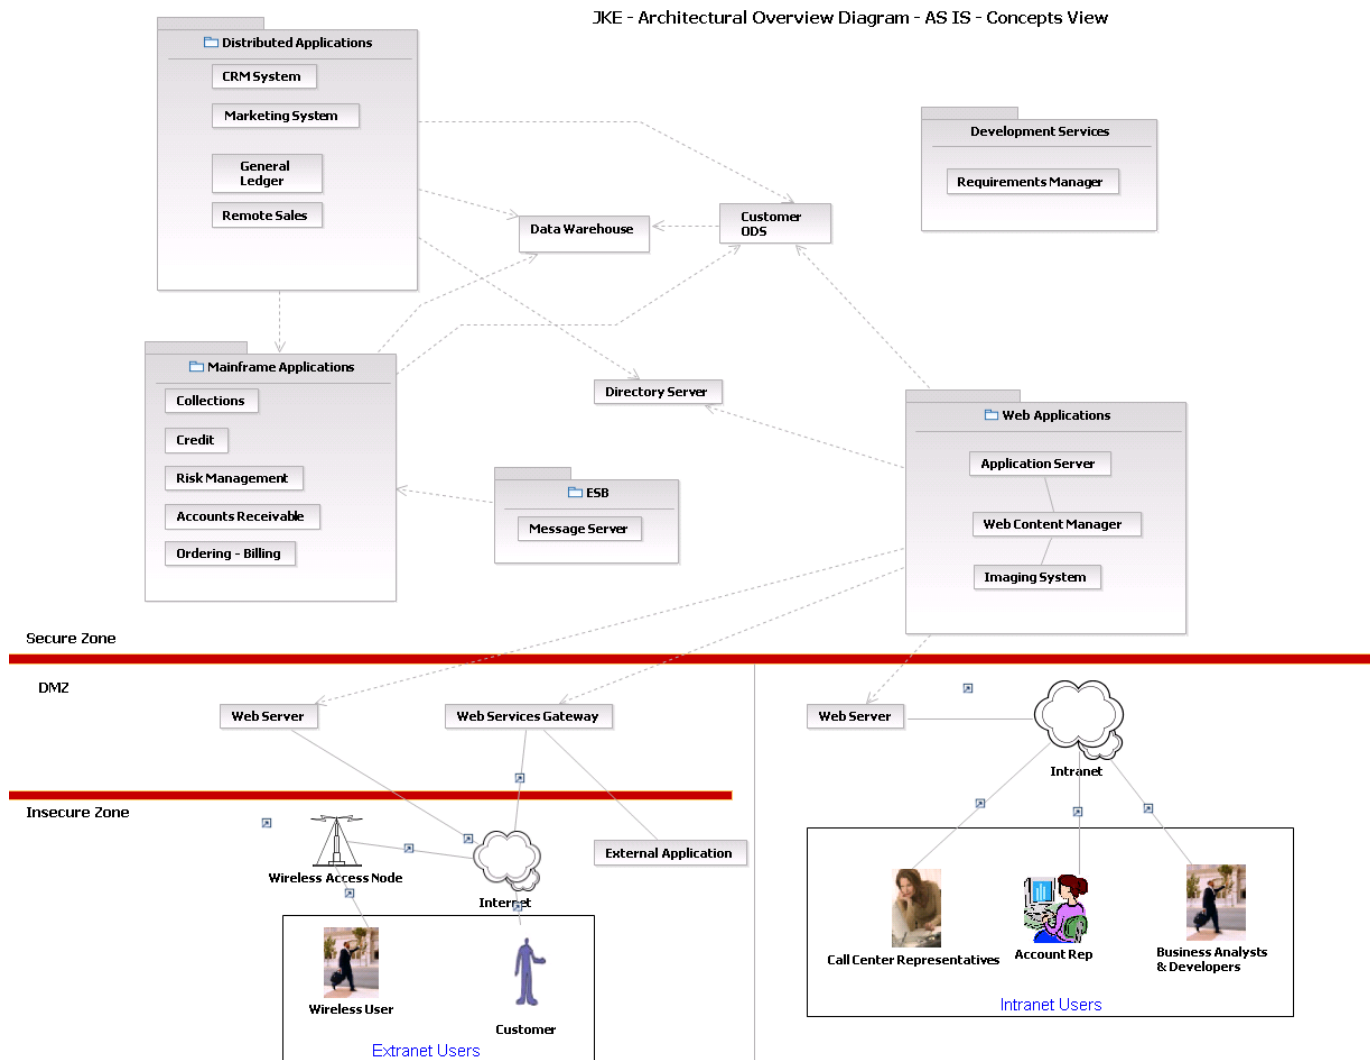 JKE - Architectural Overview Diagram - AS IS - Concepts View
Distributed Applications
CRM System
Marketing System
General
Ledger
Remote Sales
Development Services
Requirements Manager
Data Warehouse
Customer
ODS
Mainframe Applications
Collections
Credit
Risk Management
Accounts Receivable
Ordering - Billing
Directory Server
ESB
Message Server
Web Applications
Application Server
Web Content Manager
Imaging System
Secure Zone
DMZ
Web Server
Web Services Gateway
Web Server
Intranet
Insecure Zone
Wireless Access Node
Internet
External Application
Wireless User
Customer
Extranet Users
Call Center Representatives
Account Rep
Business Analysts
& Developers
Intranet Users